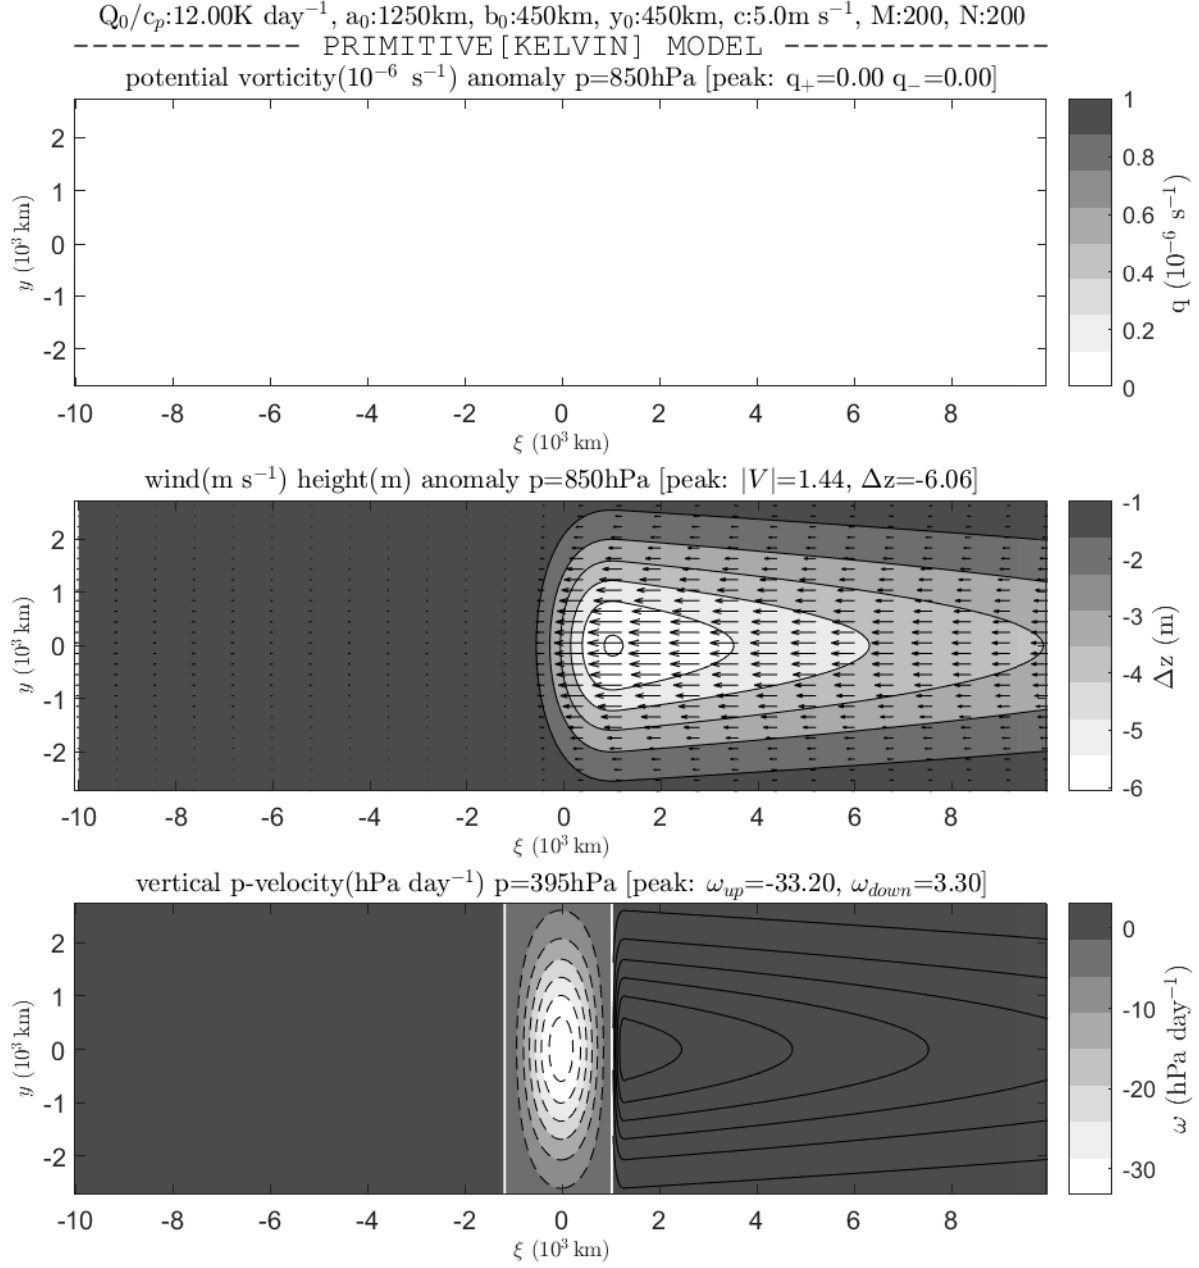 Q₀/cₚ:12.00K day⁻¹, a₀:1250km, b₀:450km, y₀:450km, c:5.0m s⁻¹, M:200, N:200
------------ PRIMITIVE[KELVIN] MODEL --------------
potential vorticity(10⁻⁶ s⁻¹) anomaly p=850hPa [peak: q₊=0.00 q₋=0.00]
2
1
0
-1
-2
y (10³ km)
-10 -8 -6 -4 -2 0 2 4 6 8
ξ (10³ km)
1
0.8
0.6
0.4
0.2
0
q (10⁻⁶ s⁻¹)
wind(m s⁻¹) height(m) anomaly p=850hPa [peak: |V|=1.44, Δz=-6.06]
2
1
0
-1
-2
y (10³ km)
-10 -8 -6 -4 -2 0 2 4 6 8
ξ (10³ km)
-1
-2
-3
-4
-5
-6
Δz (m)
vertical p-velocity(hPa day⁻¹) p=395hPa [peak: ω_up=-33.20, ω_down=3.30]
2
1
0
-1
-2
y (10³ km)
-10 -8 -6 -4 -2 0 2 4 6 8
ξ (10³ km)
0
-10
-20
-30
ω (hPa day⁻¹)